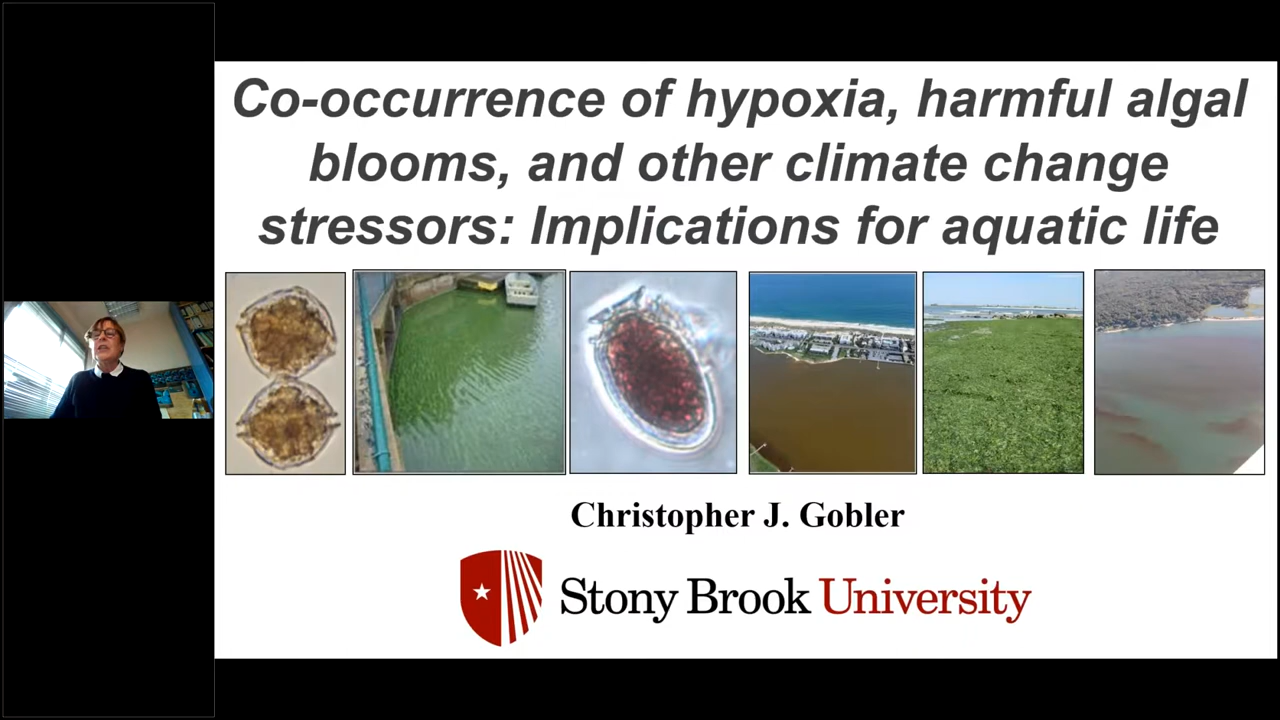 Co-occurrence of hypoxia, harmful algal
blooms, and other climate change
stressors: Implications for aquatic life
Christopher J. Gobler
Stony Brook University